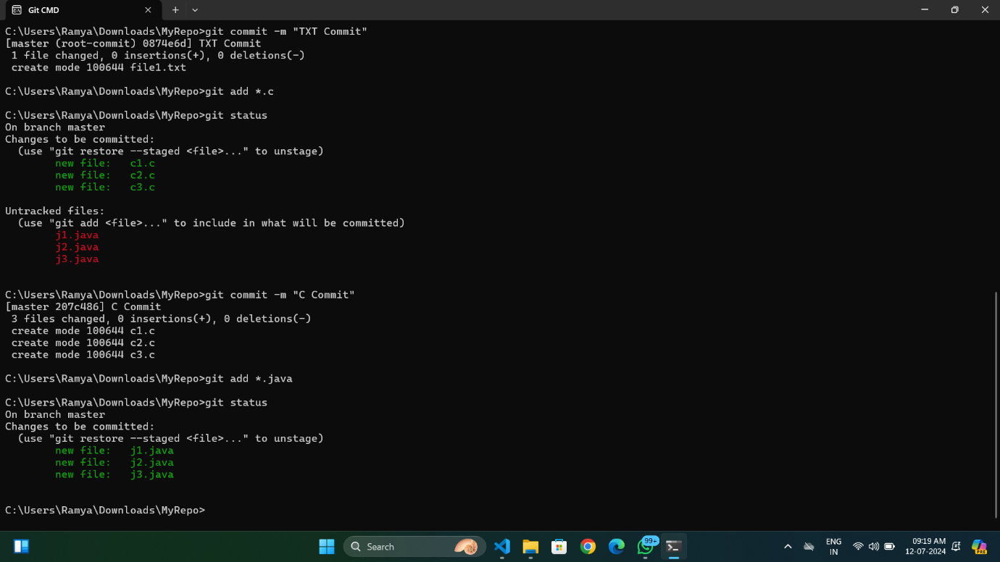 Git CMD
C:\Users\Ramya\Downloads\MyRepo>git commit -m "TXT Commit"
[master (root-commit) 0874e6d] TXT Commit
 1 file changed, 0 insertions(+), 0 deletions(-)
 create mode 100644 file1.txt
C:\Users\Ramya\Downloads\MyRepo>git add *.c
C:\Users\Ramya\Downloads\MyRepo>git status
On branch master
Changes to be committed:
  (use "git restore --staged <file>..." to unstage)
        new file:   c1.c
        new file:   c2.c
        new file:   c3.c
Untracked files:
  (use "git add <file>..." to include in what will be committed)
        j1.java
        j2.java
        j3.java
C:\Users\Ramya\Downloads\MyRepo>git commit -m "C Commit"
[master 207c486] C Commit
 3 files changed, 0 insertions(+), 0 deletions(-)
 create mode 100644 c1.c
 create mode 100644 c2.c
 create mode 100644 c3.c
C:\Users\Ramya\Downloads\MyRepo>git add *.java
C:\Users\Ramya\Downloads\MyRepo>git status
On branch master
Changes to be committed:
  (use "git restore --staged <file>..." to unstage)
        new file:   j1.java
        new file:   j2.java
        new file:   j3.java
C:\Users\Ramya\Downloads\MyRepo>
Search
99+
ENG
IN
09:19 AM
12-07-2024
PRE